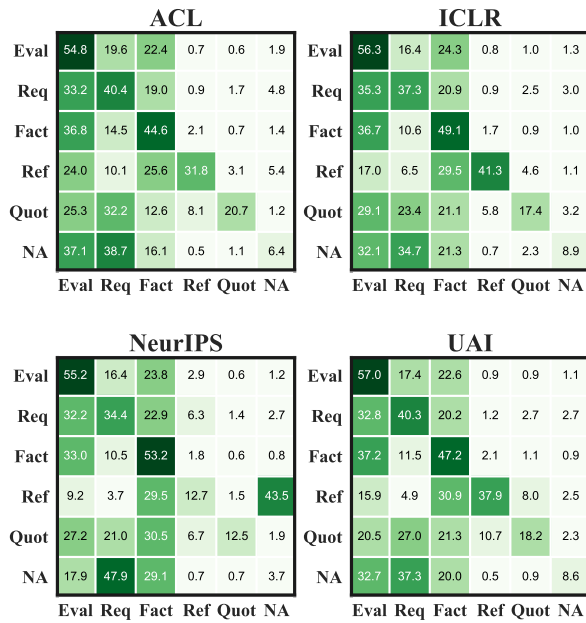 ACL
Eval 54.8 19.6 22.4 0.7 0.6 1.9
Req 33.2 40.4 19.0 0.9 1.7 4.8
Fact 36.8 14.5 44.6 2.1 0.7 1.4
Ref 24.0 10.1 25.6 31.8 3.1 5.4
Quot 25.3 32.2 12.6 8.1 20.7 1.2
NA 37.1 38.7 16.1 0.5 1.1 6.4
Eval Req Fact Ref Quot NA
ICLR
Eval 56.3 16.4 24.3 0.8 1.0 1.3
Req 35.3 37.3 20.9 0.9 2.5 3.0
Fact 36.7 10.6 49.1 1.7 0.9 1.0
Ref 17.0 6.5 29.5 41.3 4.6 1.1
Quot 29.1 23.4 21.1 5.8 17.4 3.2
NA 32.1 34.7 21.3 0.7 2.3 8.9
Eval Req Fact Ref Quot NA
NeurIPS
Eval 55.2 16.4 23.8 2.9 0.6 1.2
Req 32.2 34.4 22.9 6.3 1.4 2.7
Fact 33.0 10.5 53.2 1.8 0.6 0.8
Ref 9.2 3.7 29.5 12.7 1.5 43.5
Quot 27.2 21.0 30.5 6.7 12.5 1.9
NA 17.9 47.9 29.1 0.7 0.7 3.7
Eval Req Fact Ref Quot NA
UAI
Eval 57.0 17.4 22.6 0.9 0.9 1.1
Req 32.8 40.3 20.2 1.2 2.7 2.7
Fact 37.2 11.5 47.2 2.1 1.1 0.9
Ref 15.9 4.9 30.9 37.9 8.0 2.5
Quot 20.5 27.0 21.3 10.7 18.2 2.3
NA 32.7 37.3 20.0 0.5 0.9 8.6
Eval Req Fact Ref Quot NA